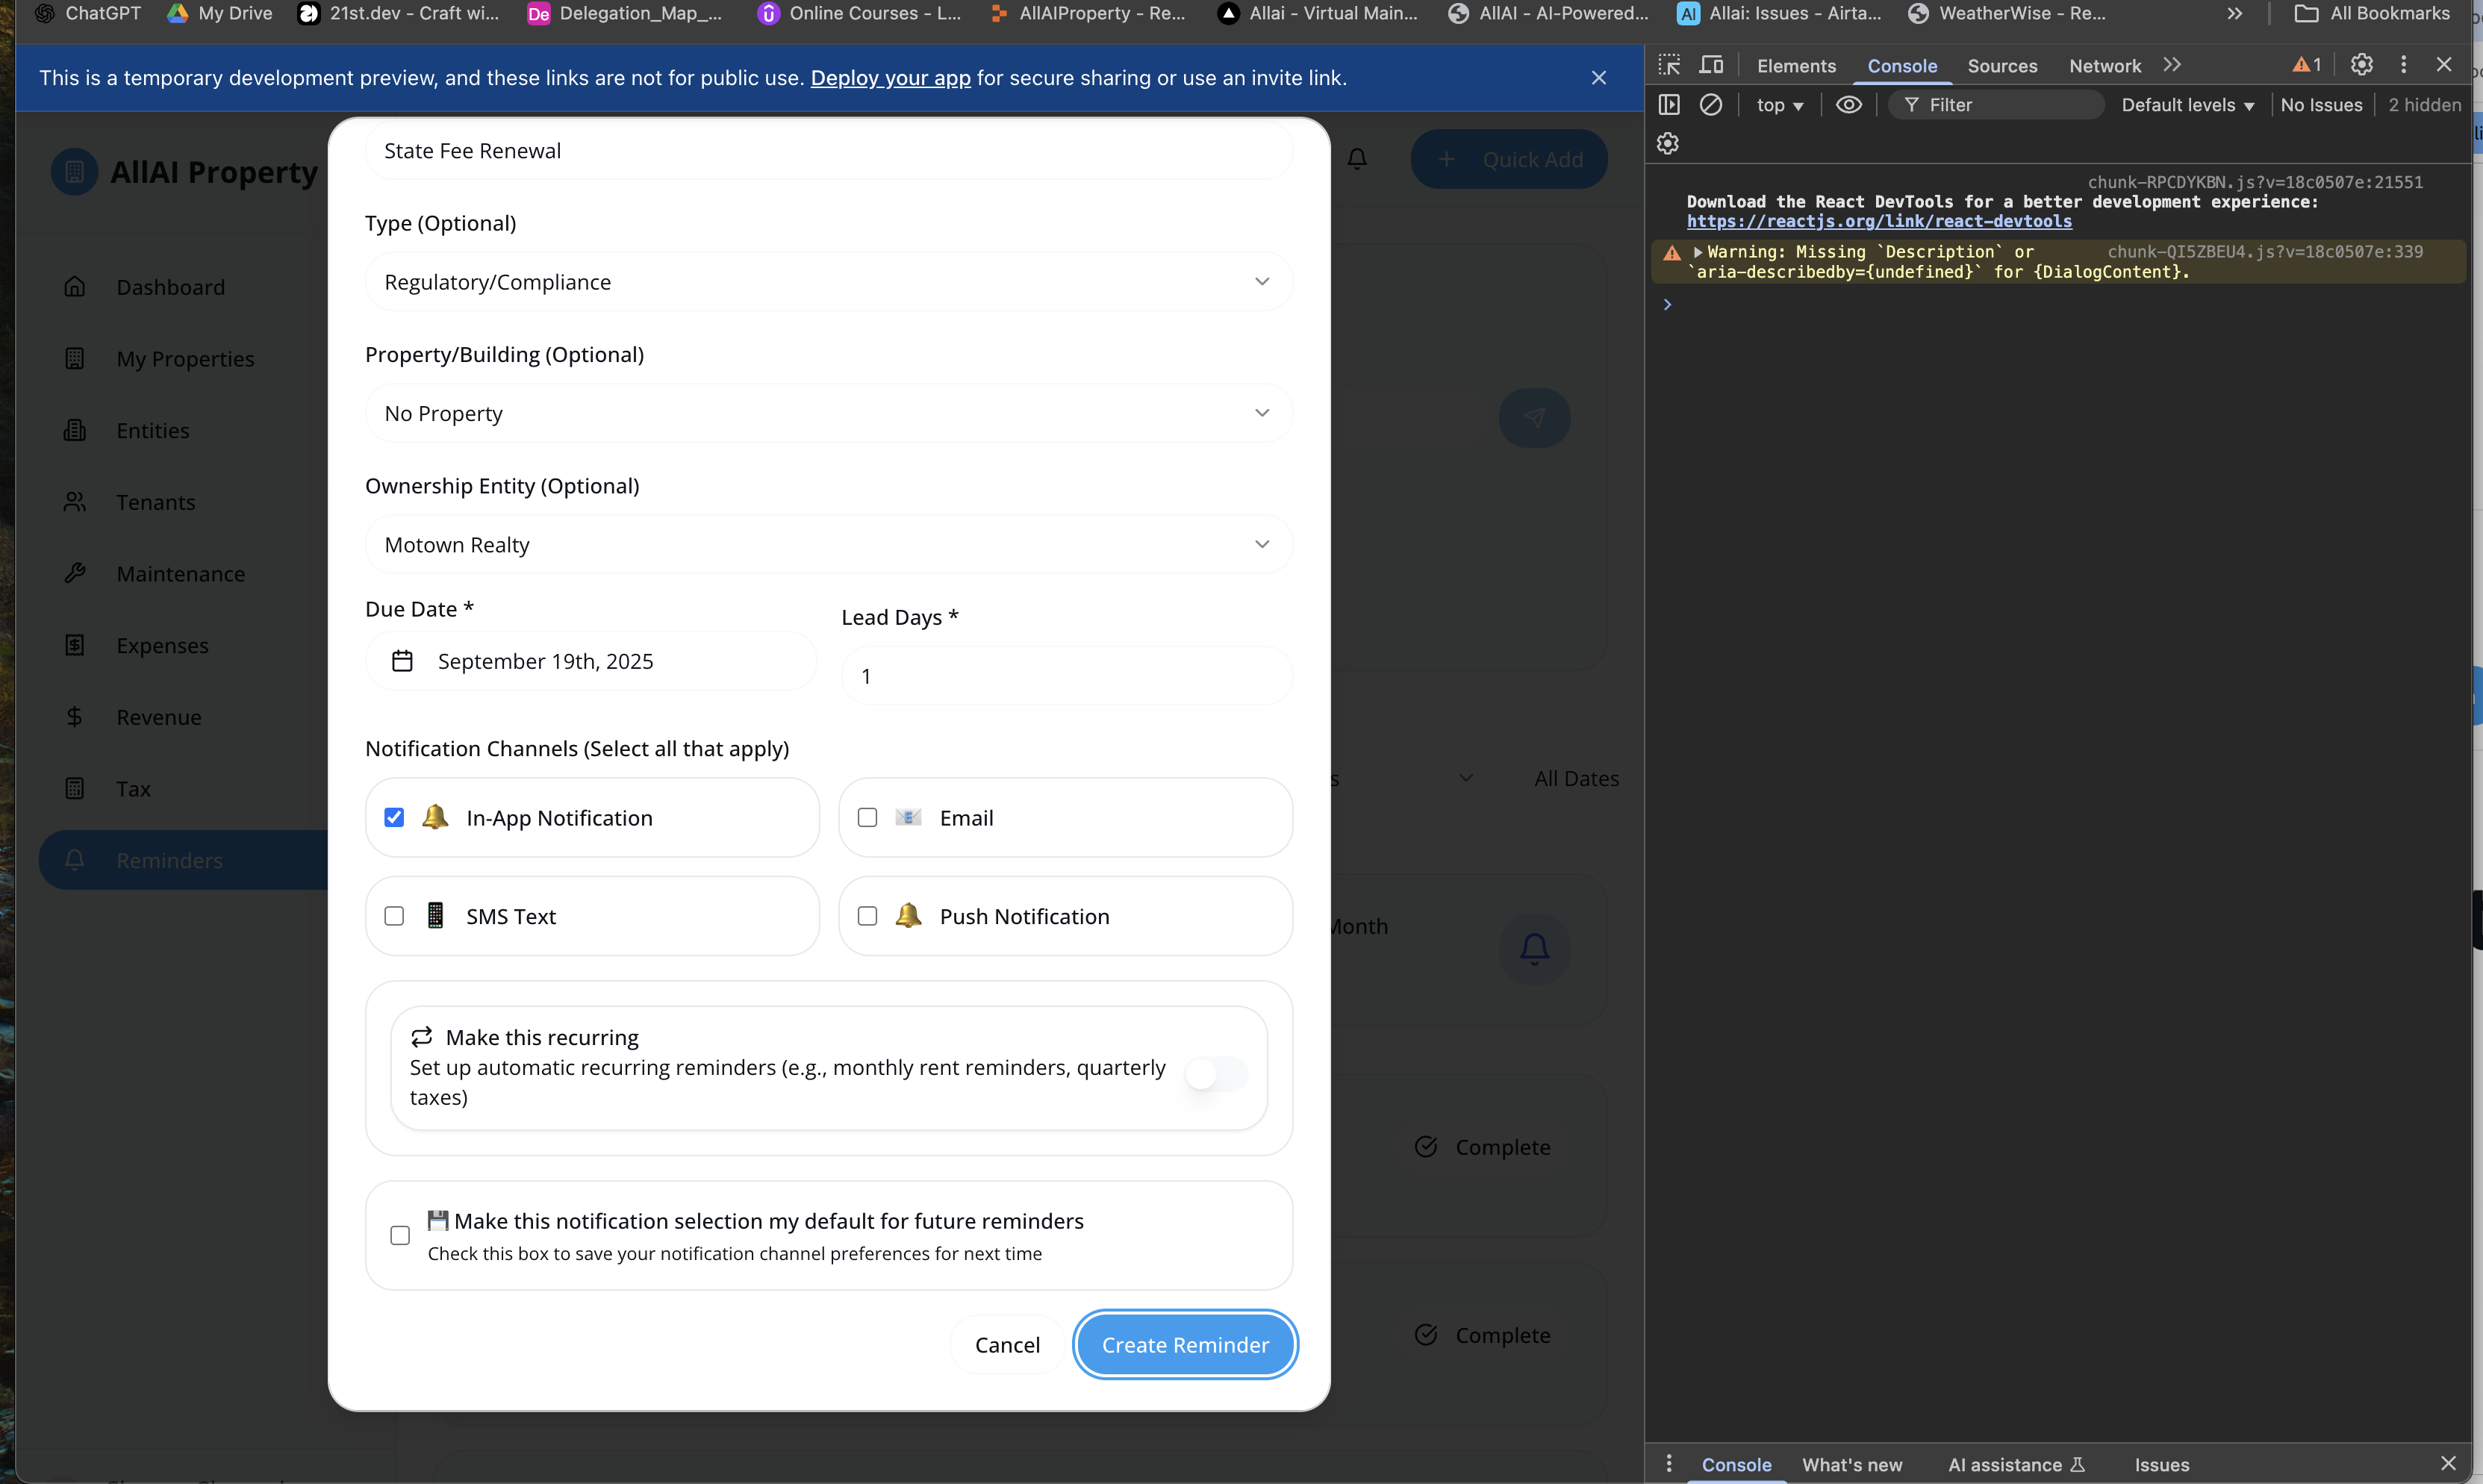 ChatGPT
My Drive
21st.dev - Craft wi...
De Delegation_Map_...
Online Courses - L...
AllAIProperty - Re...
Allai - Virtual Main...
AllAI - AI-Powered...
AI Allai: Issues - Airta...
WeatherWise - Re...
All Bookmarks
This is a temporary development preview, and these links are not for public use. Deploy your app for secure sharing or use an invite link.
AllAI Property
Quick Add
Dashboard
My Properties
Entities
Tenants
Maintenance
Expenses
Revenue
Tax
Reminders
State Fee Renewal
Type (Optional)
Regulatory/Compliance
Property/Building (Optional)
No Property
Ownership Entity (Optional)
Motown Realty
Due Date *
September 19th, 2025
Lead Days *
1
Notification Channels (Select all that apply)
In-App Notification
Email
SMS Text
Push Notification
Make this recurring
Set up automatic recurring reminders (e.g., monthly rent reminders, quarterly
taxes)
Make this notification selection my default for future reminders
Check this box to save your notification channel preferences for next time
Cancel
Create Reminder
All Dates
Month
Complete
Complete
Elements
Console
Sources
Network
1
top
Filter
Default levels
No Issues
2 hidden
chunk-RPCDYKBN.js?v=18c0507e:21551
Download the React DevTools for a better development experience:
https://reactjs.org/link/react-devtools
Warning: Missing `Description` or chunk-QI5ZBEU4.js?v=18c0507e:339
`aria-describedby={undefined}` for {DialogContent}.
Console
What's new
AI assistance
Issues